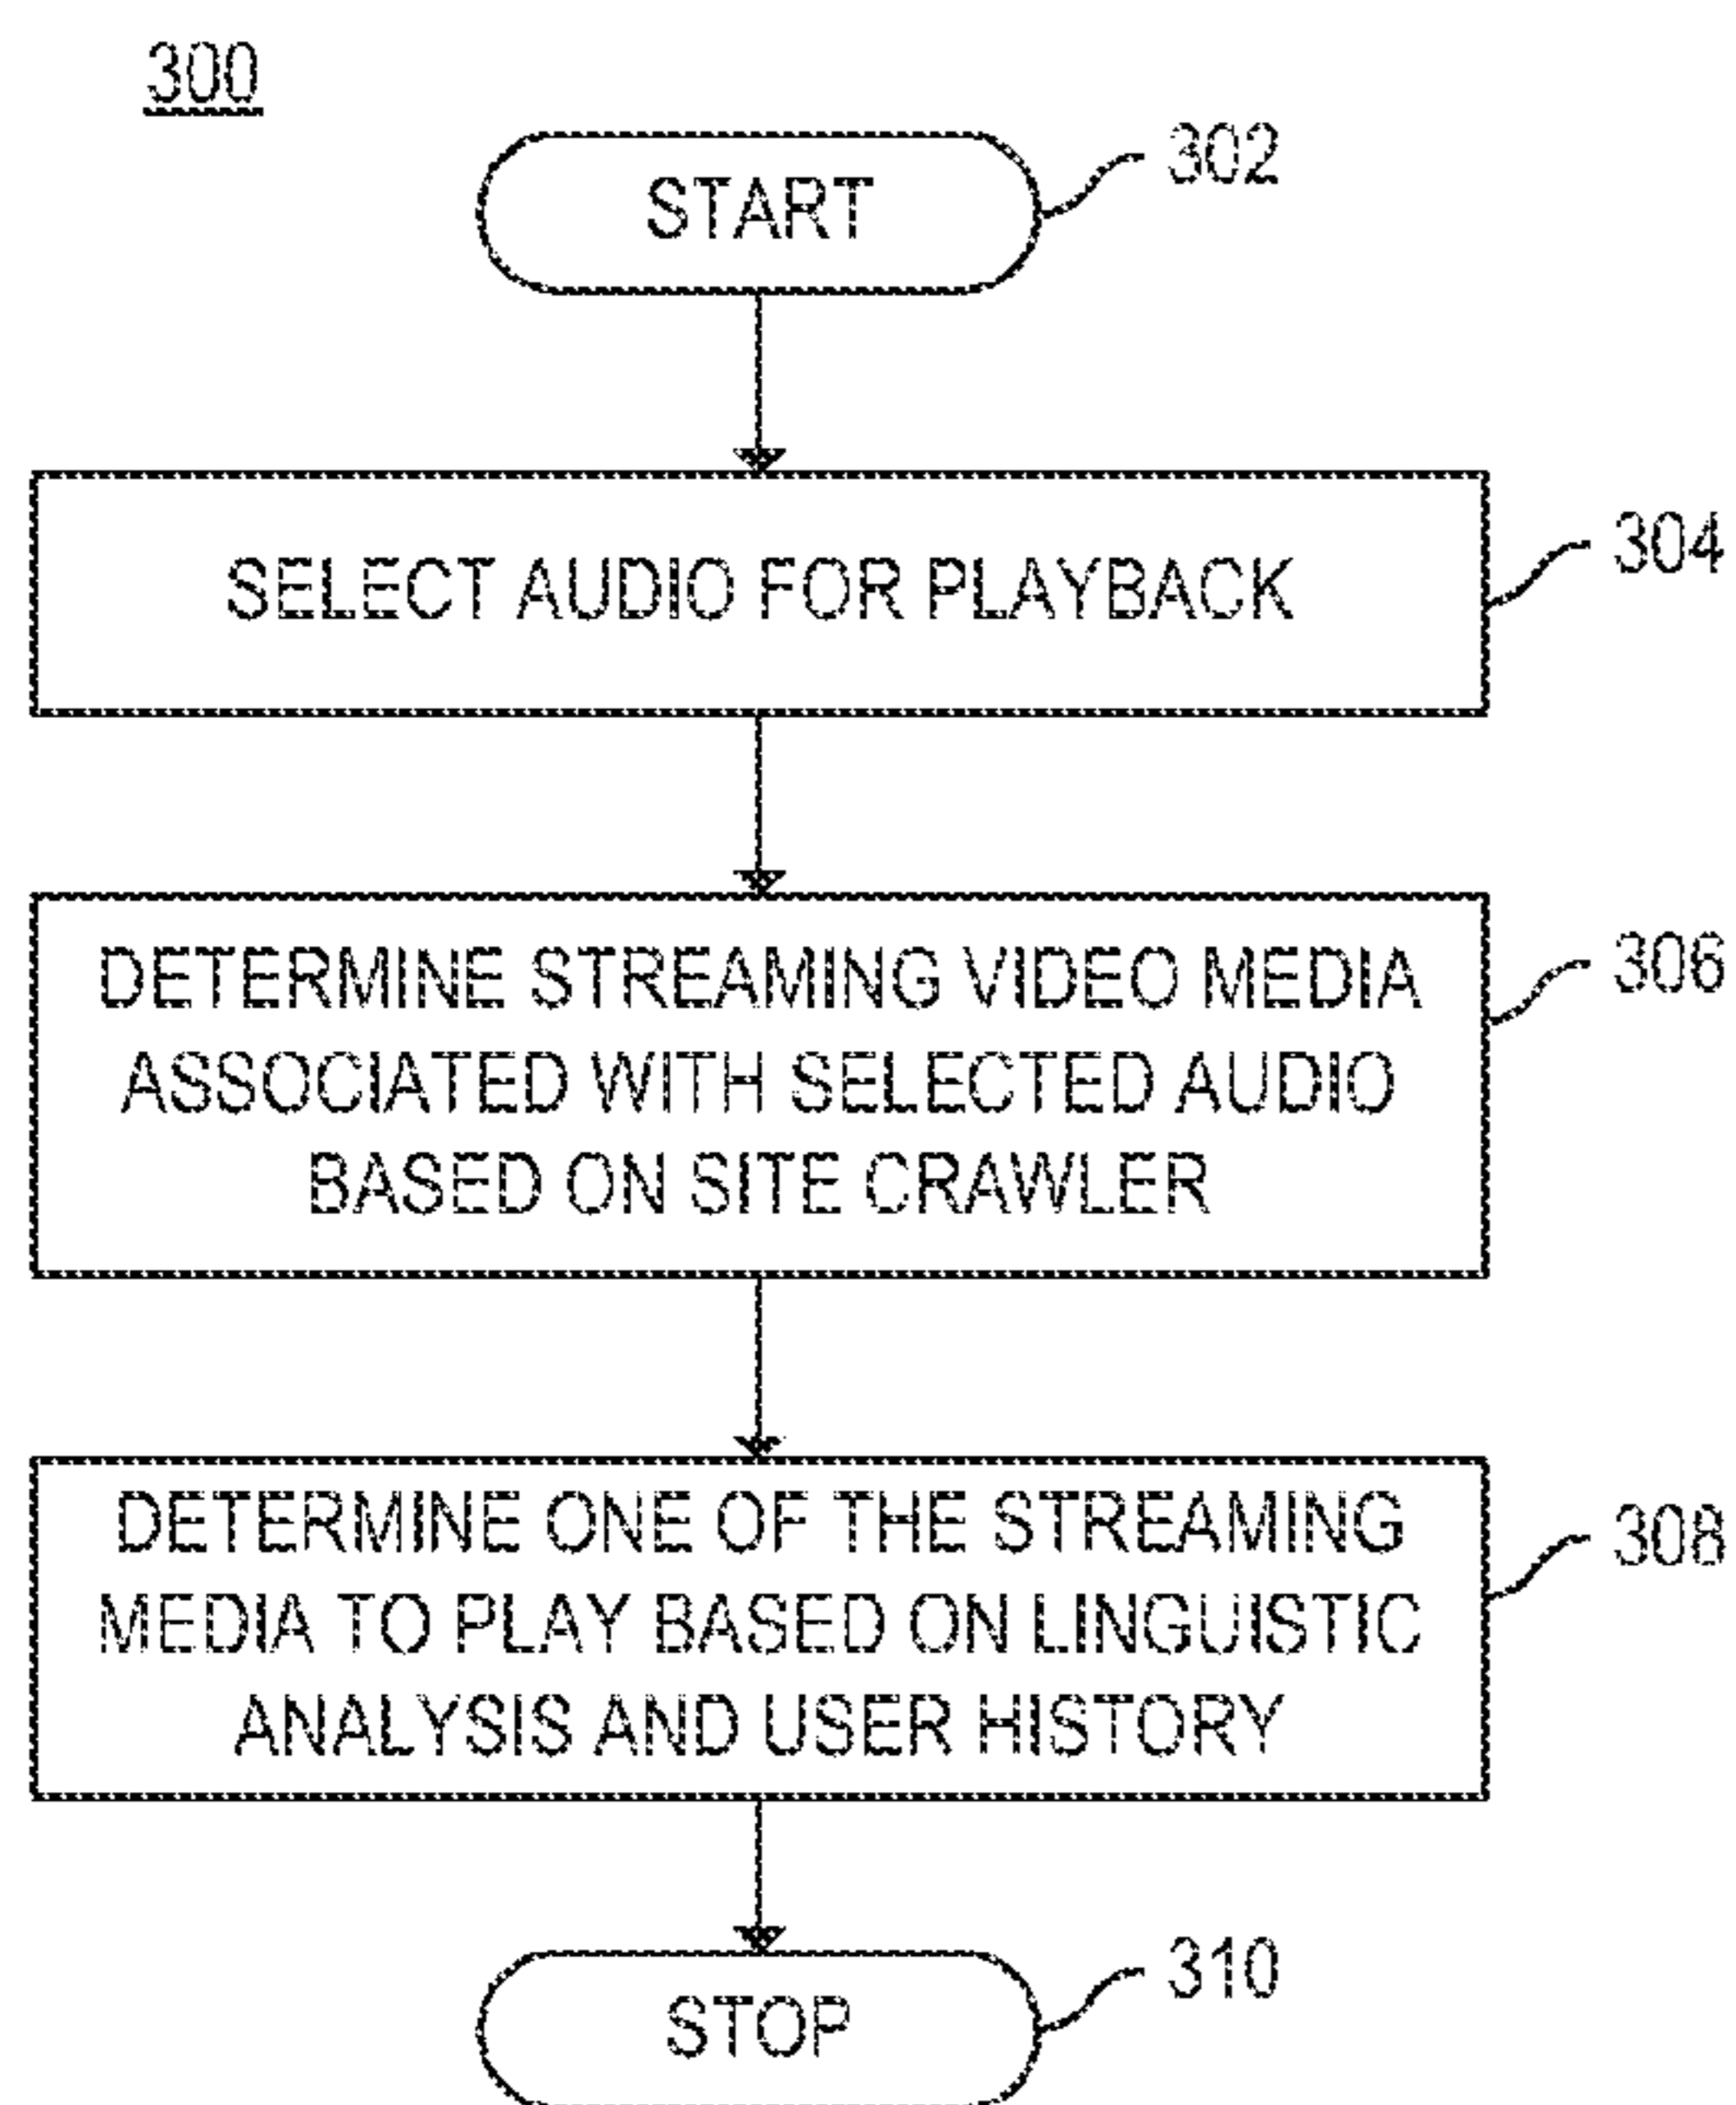 300
START
302
SELECT AUDIO FOR PLAYBACK
304
DETERMINE STREAMING VIDEO MEDIA
ASSOCIATED WITH SELECTED AUDIO
BASED ON SITE CRAWLER
306
DETERMINE ONE OF THE STREAMING
MEDIA TO PLAY BASED ON LINGUISTIC
ANALYSIS AND USER HISTORY
308
STOP
310